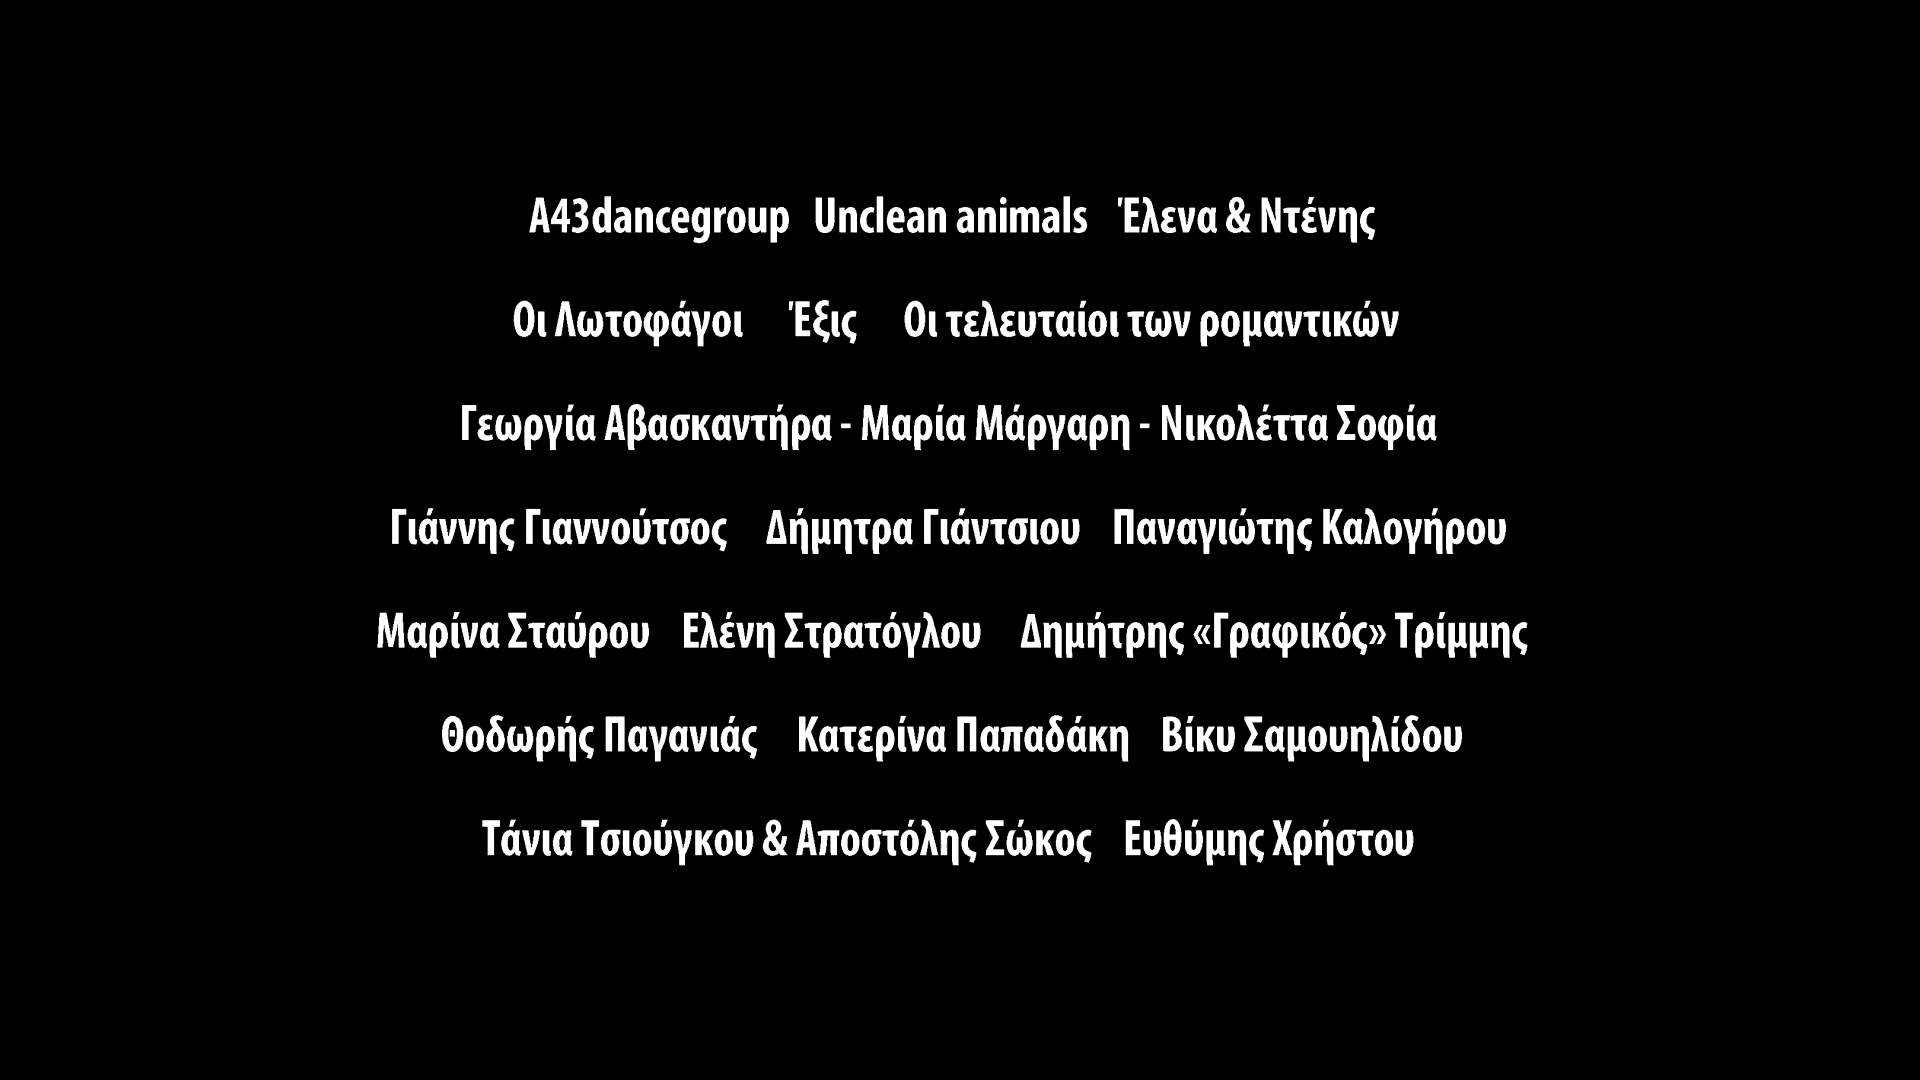 A43dancegroup Unclean animals Έλενα & Ντένης
Οι Λωτοφάγοι Έξις Οι τελευταίοι των ρομαντικών
Γεωργία Αβασκαντήρα - Μαρία Μάργαρη - Νικολέττα Σοφία
Γιάννης Γιαννούτσος Δήμητρα Γιάντσιου Παναγιώτης Καλογήρου
Μαρίνα Σταύρου Ελένη Στρατόγλου Δημήτρης «Γραφικός» Τρίμμης
Θοδωρής Παγανιάς Κατερίνα Παπαδάκη Βίκυ Σαμουηλίδου
Τάνια Τσιούγκου & Αποστόλης Σώκος Ευθύμης Χρήστου